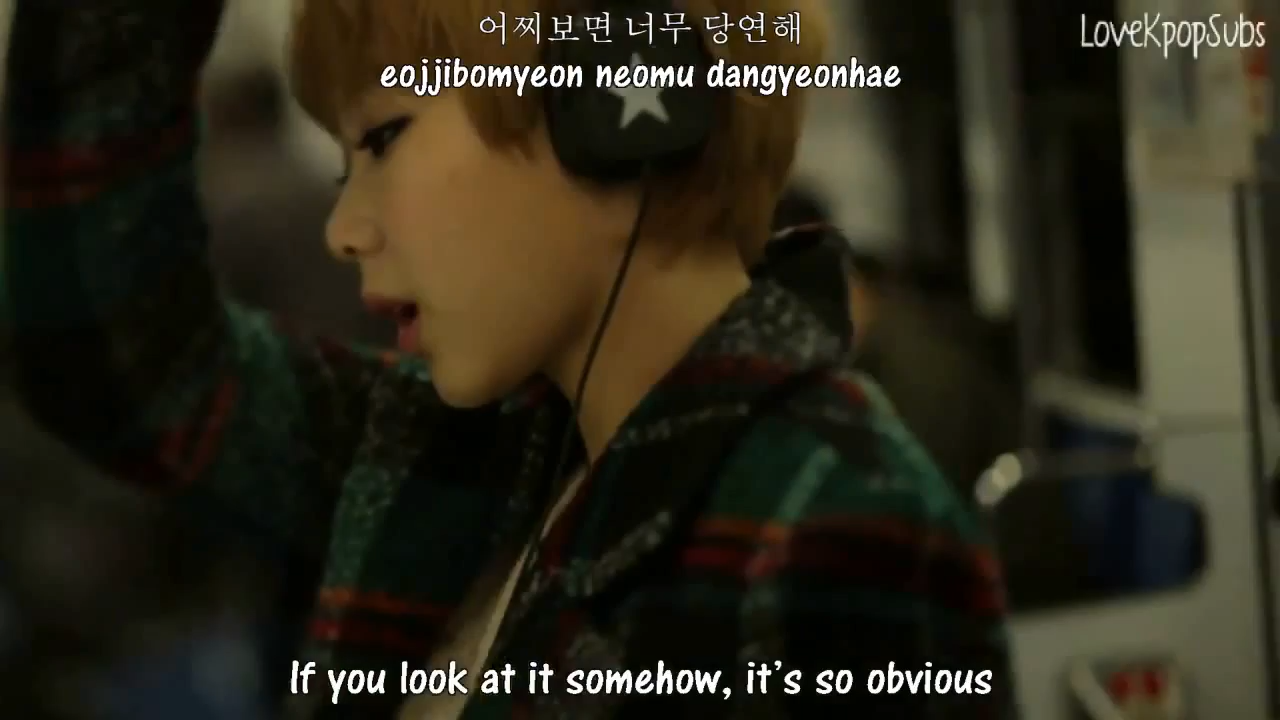 어찌보면 너무 당연해
LoveKpopSubs
eojjibomyeon neomu dangyeonhae
If you look at it somehow, it's so obvious